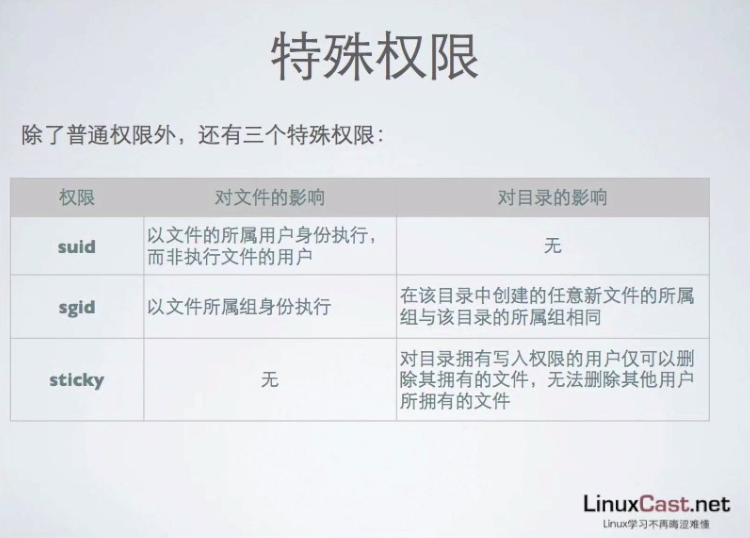 特殊权限
除了普通权限外，还有三个特殊权限：
权限 对文件的影响 对目录的影响
suid 以文件的所属用户身份执行，
而非执行文件的用户 无
sgid 以文件所属组身份执行 在该目录中创建的任意新文件的所属
组与该目录的所属组相同
sticky 无 对目录拥有写入权限的用户仅可以删
除其拥有的文件，无法删除其他用户
所拥有的文件
LinuxCast.net
Linux学习不再晦涩难懂